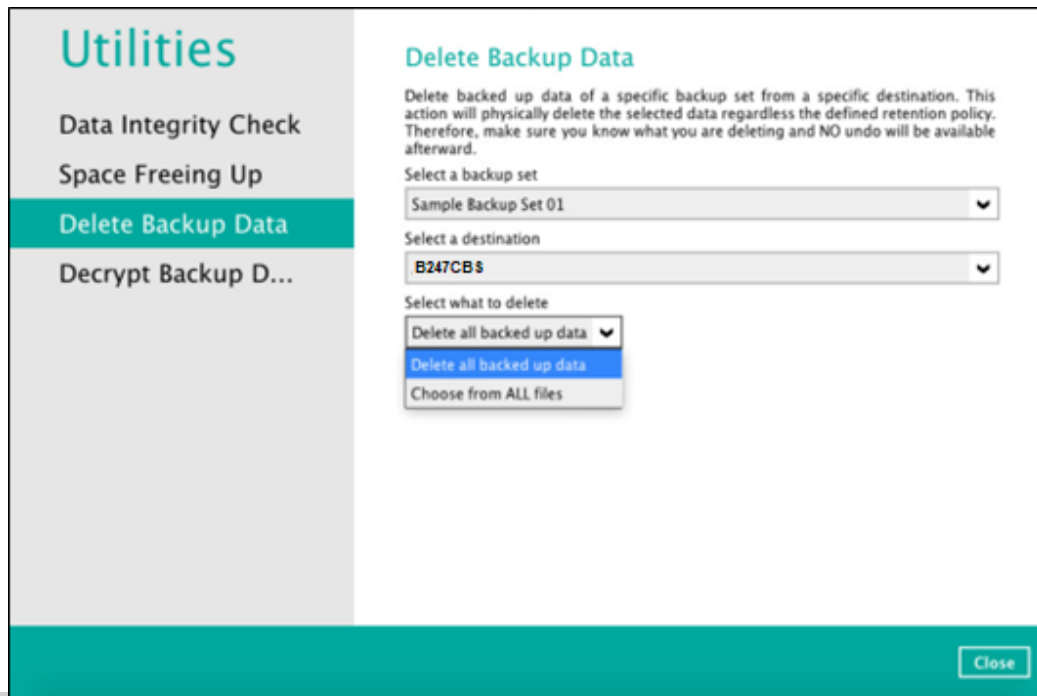 Utilities
Data Integrity Check
Space Freeing Up
Delete Backup Data
Decrypt Backup D...
Delete Backup Data
Delete backed up data of a specific backup set from a specific destination. This
action will physically delete the selected data regardless the defined retention policy.
Therefore, make sure you know what you are deleting and NO undo will be available
afterward.
Select a backup set
Sample Backup Set 01
Select a destination
B247CBS
Select what to delete
Delete all backed up data
Delete all backed up data
Choose from ALL files
Close